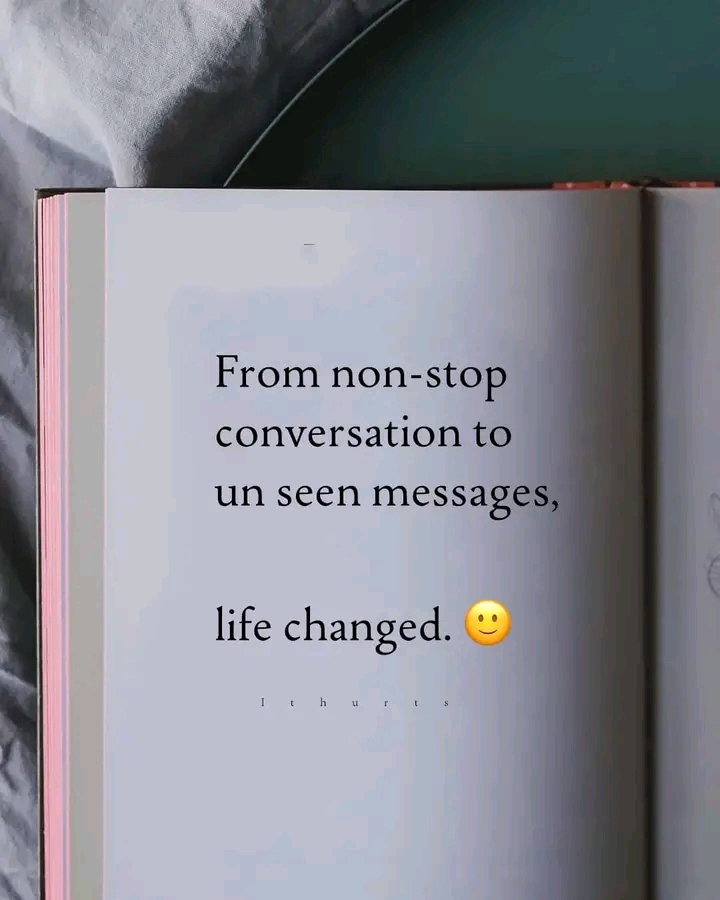 From non-stop
conversation to
un seen messages,
life changed. 🙂
I t h u r t s